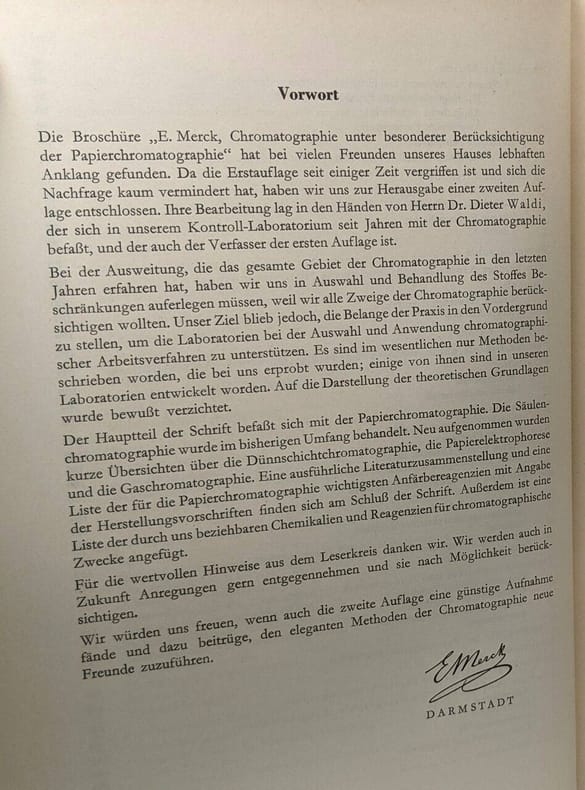 Vorwort
Die Broschüre „E. Merck, Chromatographie unter besonderer Berücksichtigung
der Papierchromatographie“ hat bei vielen Freunden unseres Hauses lebhaften
Anklang gefunden. Da die Erstauflage seit einiger Zeit vergriffen ist und sich die
Nachfrage kaum vermindert hat, haben wir uns zur Herausgabe einer zweiten Auf-
lage entschlossen. Ihre Bearbeitung lag in den Händen von Herrn Dr. Dieter Waldi,
der sich in unserem Kontroll-Laboratorium seit Jahren mit der Chromatographie
befaßt, und der auch der Verfasser der ersten Auflage ist.
Bei der Ausweitung, die das gesamte Gebiet der Chromatographie in den letzten
Jahren erfahren hat, haben wir uns in Auswahl und Behandlung des Stoffes Be-
schränkungen auferlegen müssen, weil wir alle Zweige der Chromatographie berück-
sichtigen wollten. Unser Ziel blieb jedoch, die Belange der Praxis in den Vordergrund
zu stellen, um die Laboratorien bei der Auswahl und Anwendung chromatographi-
scher Arbeitsverfahren zu unterstützen. Es sind im wesentlichen nur Methoden be-
schrieben worden, die bei uns erprobt wurden; einige von ihnen sind in unseren
Laboratorien entwickelt worden. Auf die Darstellung der theoretischen Grundlagen
wurde bewußt verzichtet.
Der Hauptteil der Schrift befaßt sich mit der Papierchromatographie. Die Säulen-
chromatographie wurde im bisherigen Umfang behandelt. Neu aufgenommen wurden
kurze Übersichten über die Dünnschichtchromatographie, die Papierelektrophorese
und die Gaschromatographie. Eine ausführliche Literaturzusammenstellung und eine
Liste der für die Papierchromatographie wichtigsten Anfärbereagenzien mit Angabe
der Herstellungsvorschriften finden sich am Schluß der Schrift. Außerdem ist eine
Liste der durch uns beziehbaren Chemikalien und Reagenzien für chromatographische
Zwecke angefügt.
Für die wertvollen Hinweise aus dem Leserkreis danken wir. Wir werden auch in
Zukunft Anregungen gern entgegennehmen und sie nach Möglichkeit berück-
sichtigen.
Wir würden uns freuen, wenn auch die zweite Auflage eine günstige Aufnahme
fände und dazu beitrüge, den eleganten Methoden der Chromatographie neue
Freunde zuzuführen.
E Merck
DARMSTADT